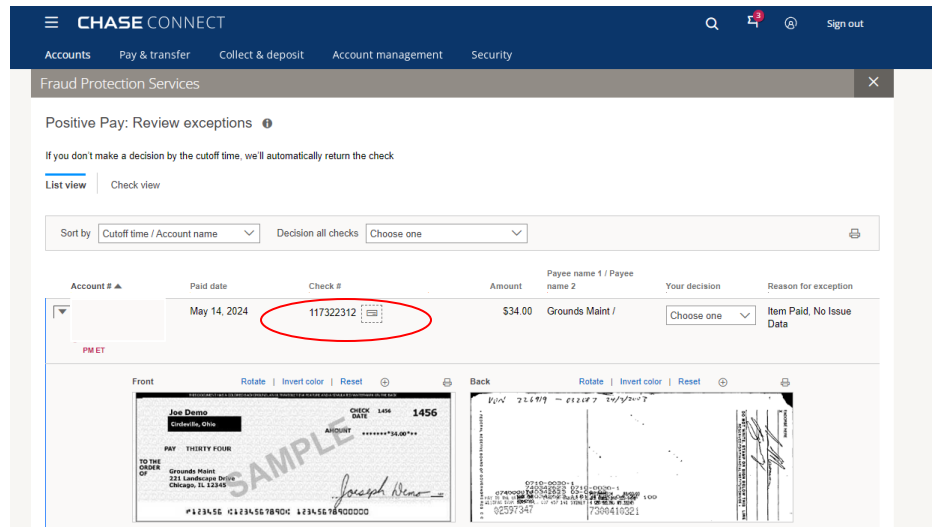 CHASE CONNECT
3
Sign out
Accounts Pay & transfer Collect & deposit Account management Security
Fraud Protection Services
Positive Pay: Review exceptions
If you don't make a decision by the cutoff time, we'll automatically return the check
List view Check view
Sort by Cutoff time / Account name Decision all checks Choose one
Account # Paid date Check # Amount Payee name 1 / Payee name 2 Your decision Reason for exception
May 14, 2024 117322312 $34.00 Grounds Maint / Choose one Item Paid, No Issue Data
PM ET
Front Rotate | Invert color | Reset
Back Rotate | Invert color | Reset
Joe Demo
Cirdeville, Ohio
CHECK 1456 1456
DATE
AMOUNT *******34.00***
PAY THIRTY FOUR
TO THE ORDER OF
Grounds Maint
221 Landscape Drive
Chicago, IL 12345
SAMPLE
Joeseph Demo
02597347 7300410321